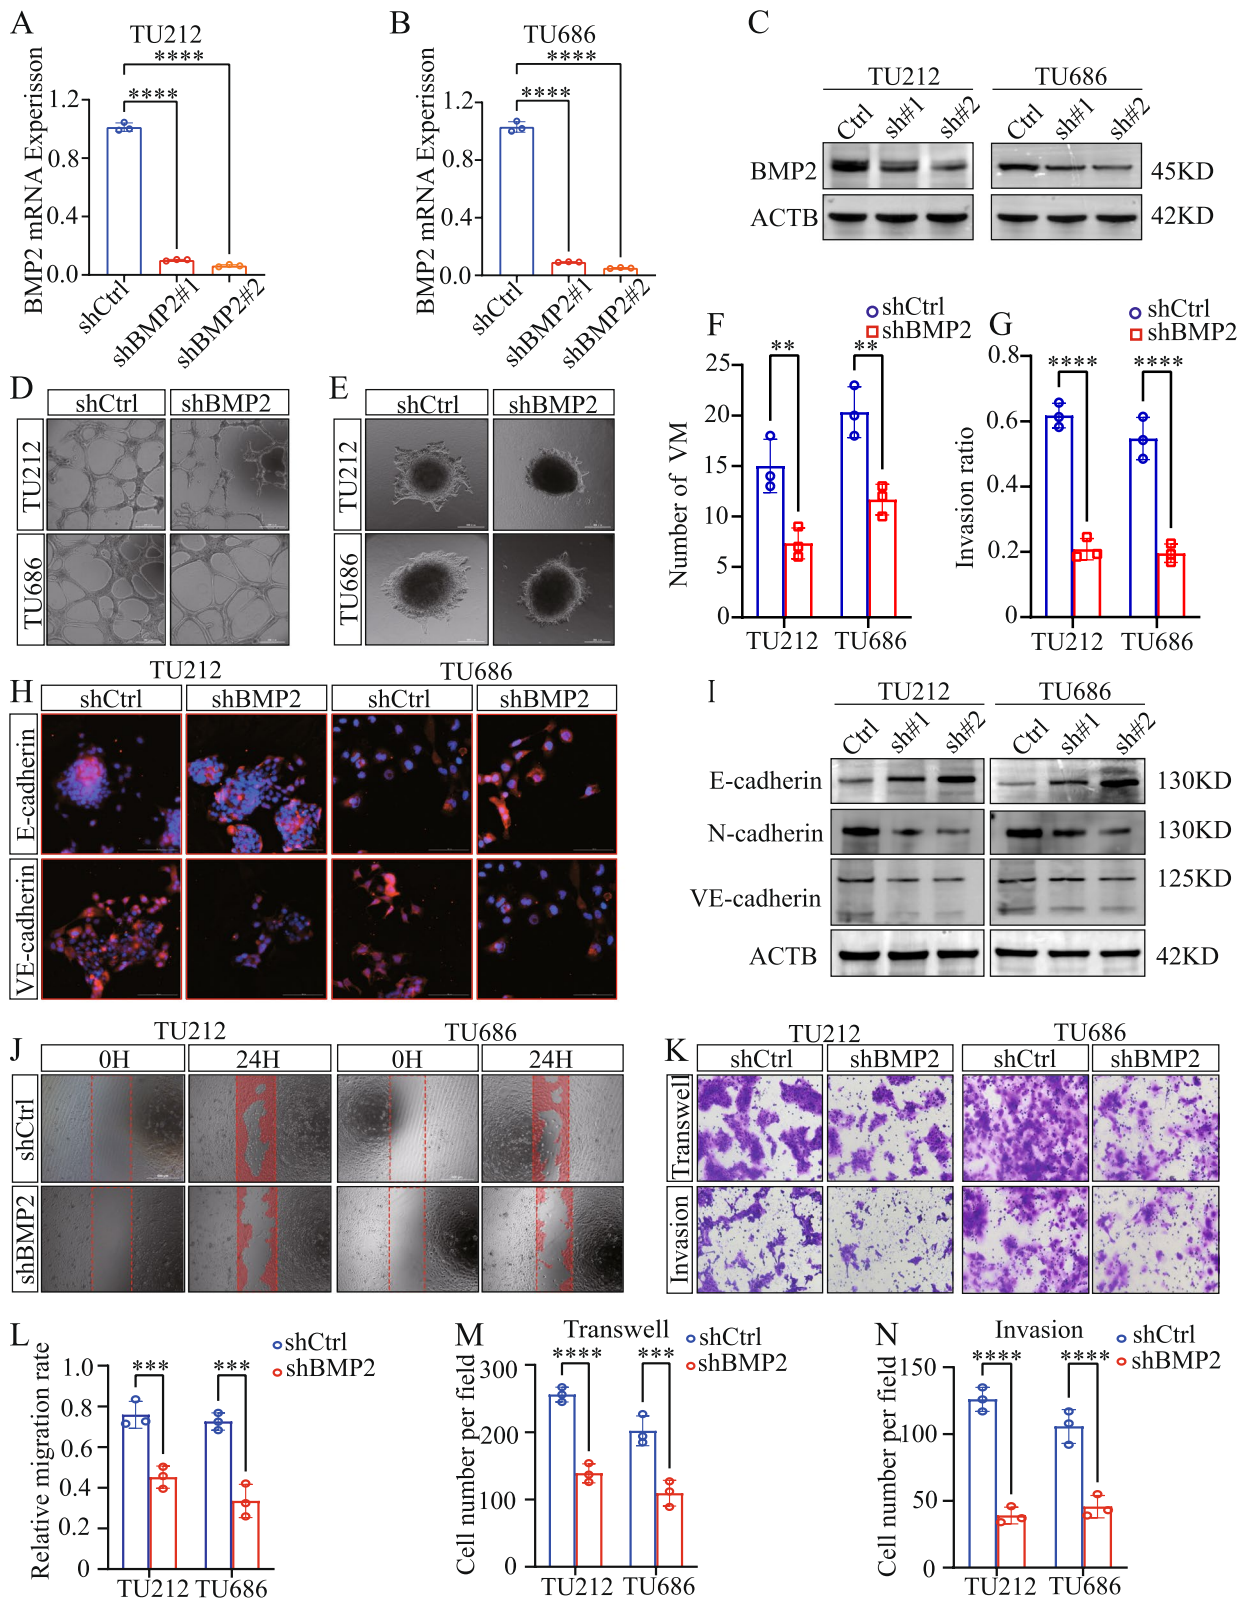 A
TU212
****
****
BMP2 mRNA Experisson
1.2
0.8
0.4
0.0
shCtrl
shBMP2#1
shBMP2#2
B
TU686
****
****
BMP2 mRNA Experisson
1.2
0.8
0.4
0.0
shCtrl
shBMP2#1
shBMP2#2
C
TU212
TU686
Ctrl
sh#1
sh#2
Ctrl
sh#1
sh#2
BMP2
45KD
ACTB
42KD
D
shCtrl
shBMP2
TU212
TU686
E
shCtrl
shBMP2
TU212
TU686
F
shCtrl
shBMP2
**
**
Number of VM
25
20
15
10
5
0
TU212
TU686
G
shCtrl
shBMP2
****
****
Invasion ratio
0.8
0.6
0.4
0.2
0
TU212
TU686
H
TU212
TU686
shCtrl
shBMP2
shCtrl
shBMP2
E-cadherin
VE-cadherin
I
TU212
TU686
Ctrl
sh#1
sh#2
Ctrl
sh#1
sh#2
E-cadherin
130KD
N-cadherin
130KD
VE-cadherin
125KD
ACTB
42KD
J
TU212
TU686
0H
24H
0H
24H
shCtrl
shBMP2
K
TU212
TU686
shCtrl
shBMP2
shCtrl
shBMP2
Transwell
Invasion
L
shCtrl
shBMP2
***
***
Relative migration rate
1.0
0.8
0.6
0.4
0.2
0
TU212
TU686
M
Transwell
shCtrl
shBMP2
****
***
Cell number per field
300
200
100
0
TU212
TU686
N
Invasion
shCtrl
shBMP2
****
****
Cell number per field
150
100
50
0
TU212
TU686